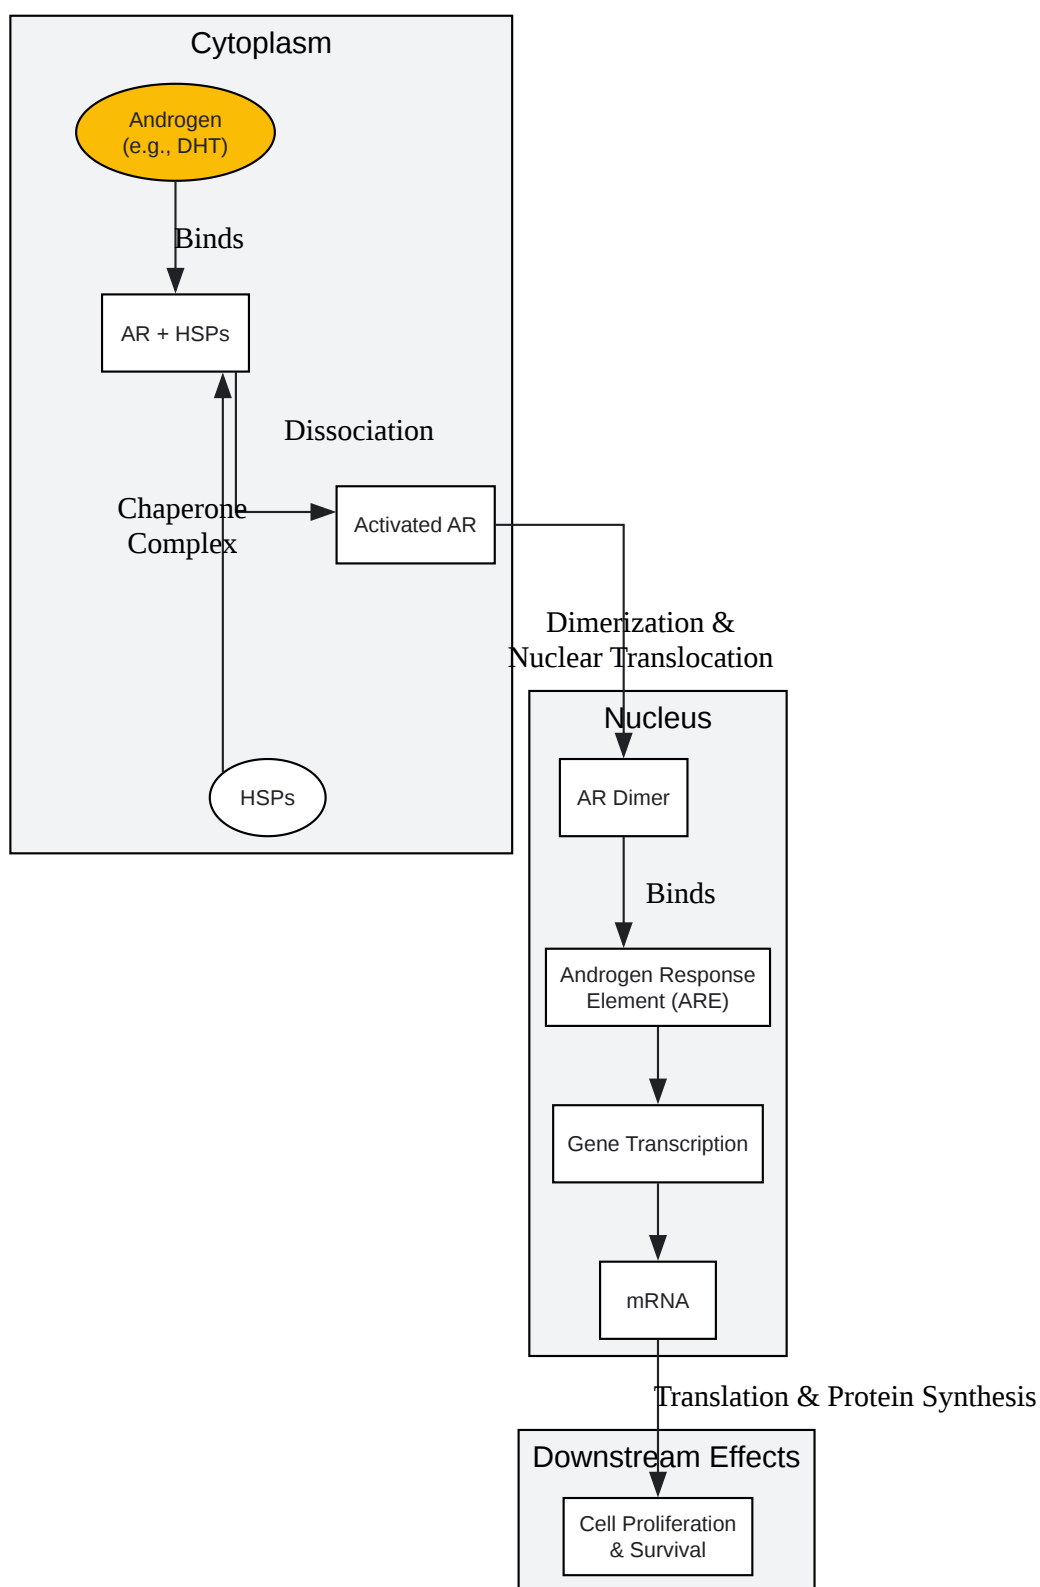 Cytoplasm
Androgen
(e.g., DHT)
Binds
AR + HSPs
Dissociation
Chaperone
Complex
Activated AR
Dimerization &
Nuclear Translocation
Nucleus
HSPs
AR Dimer
Binds
Androgen Response
Element (ARE)
Gene Transcription
mRNA
Translation & Protein Synthesis
Downstream Effects
Cell Proliferation
& Survival